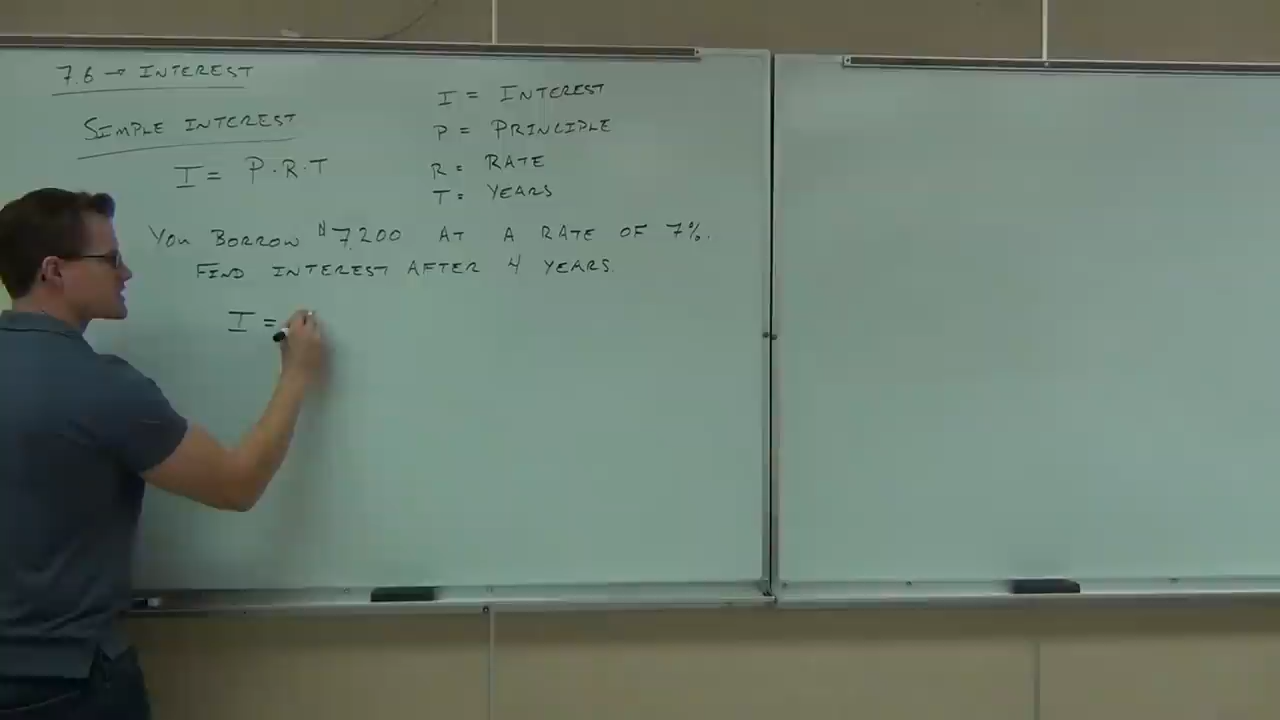 7.6 → INTEREST
SIMPLE INTEREST
I = P·R·T
I = INTEREST
P = PRINCIPLE
R = RATE
T = YEARS
YOU BORROW $7,200 AT A RATE OF 7%.
FIND INTEREST AFTER 4 YEARS.
I =